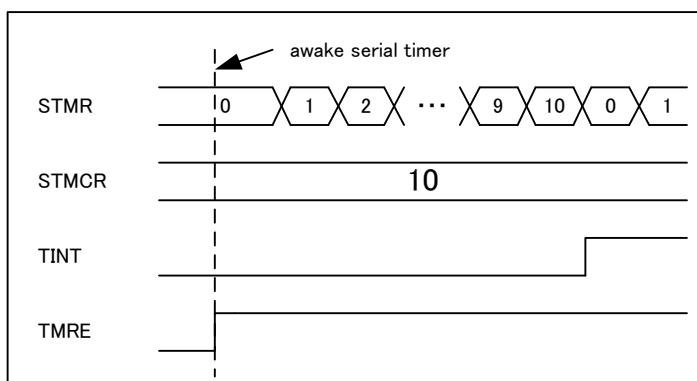 awake serial timer
STMR 0 1 2 ··· 9 10 0 1
STMCR 10
TINT
TMRE